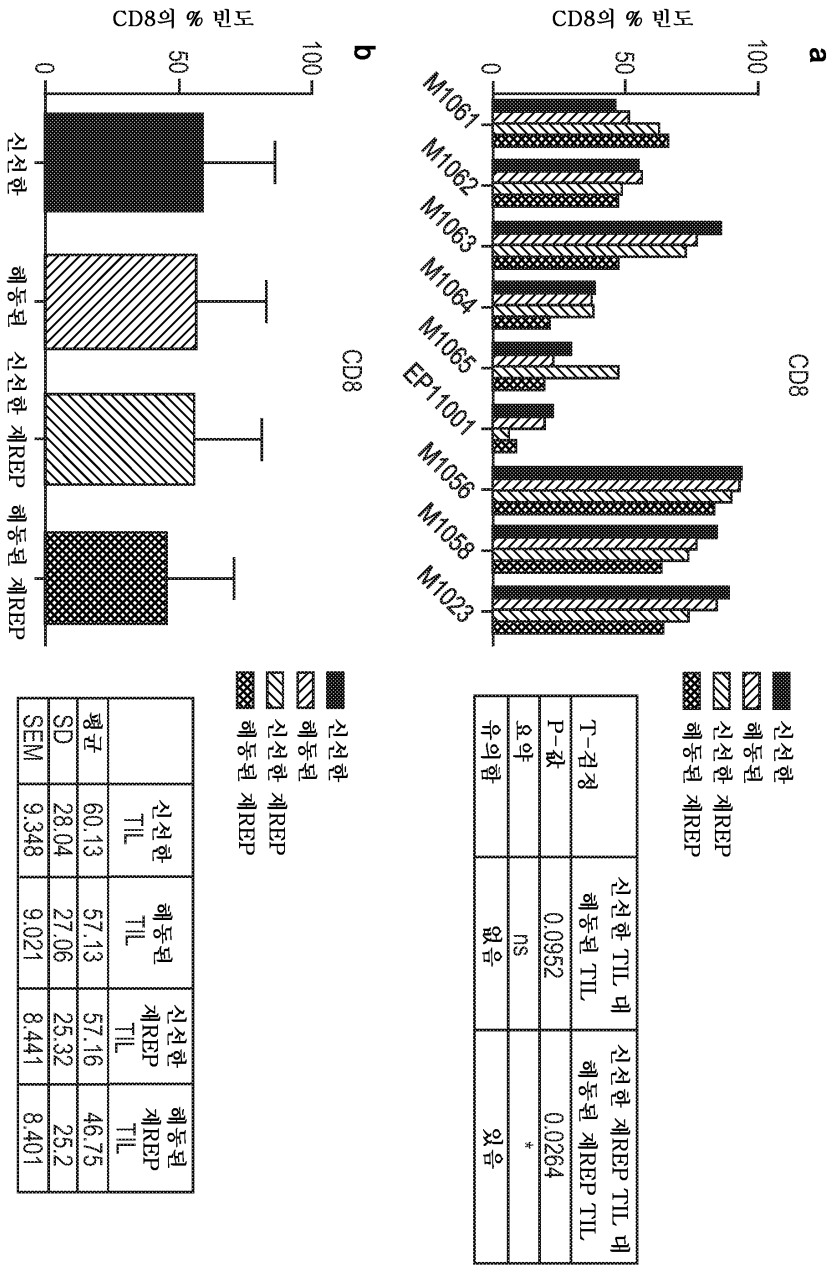 a
CD8
CD8의 % 빈도
100
50
0
M1061
M1062
M1063
M1064
M1065
EP11001
M1056
M1058
M1023
신선한
해동된
신선한 재REP
해동된 재REP
T-검정
신선한 TIL 대
해동된 TIL
신선한 재REP TIL 대
해동된 재REP TIL
P-값
0.0952
0.0264
요약
ns
*
유의함
없음
있음
b
CD8
CD8의 % 빈도
100
50
0
신선한
해동된
신선한 재REP
해동된 재REP
신선한
해동된
신선한 재REP
해동된 재REP
신선한
TIL
해동된
TIL
신선한
재REP
TIL
해동된
재REP
TIL
평균
60.13
57.13
57.16
46.75
SD
28.04
27.06
25.32
25.2
SEM
9.348
9.021
8.441
8.401